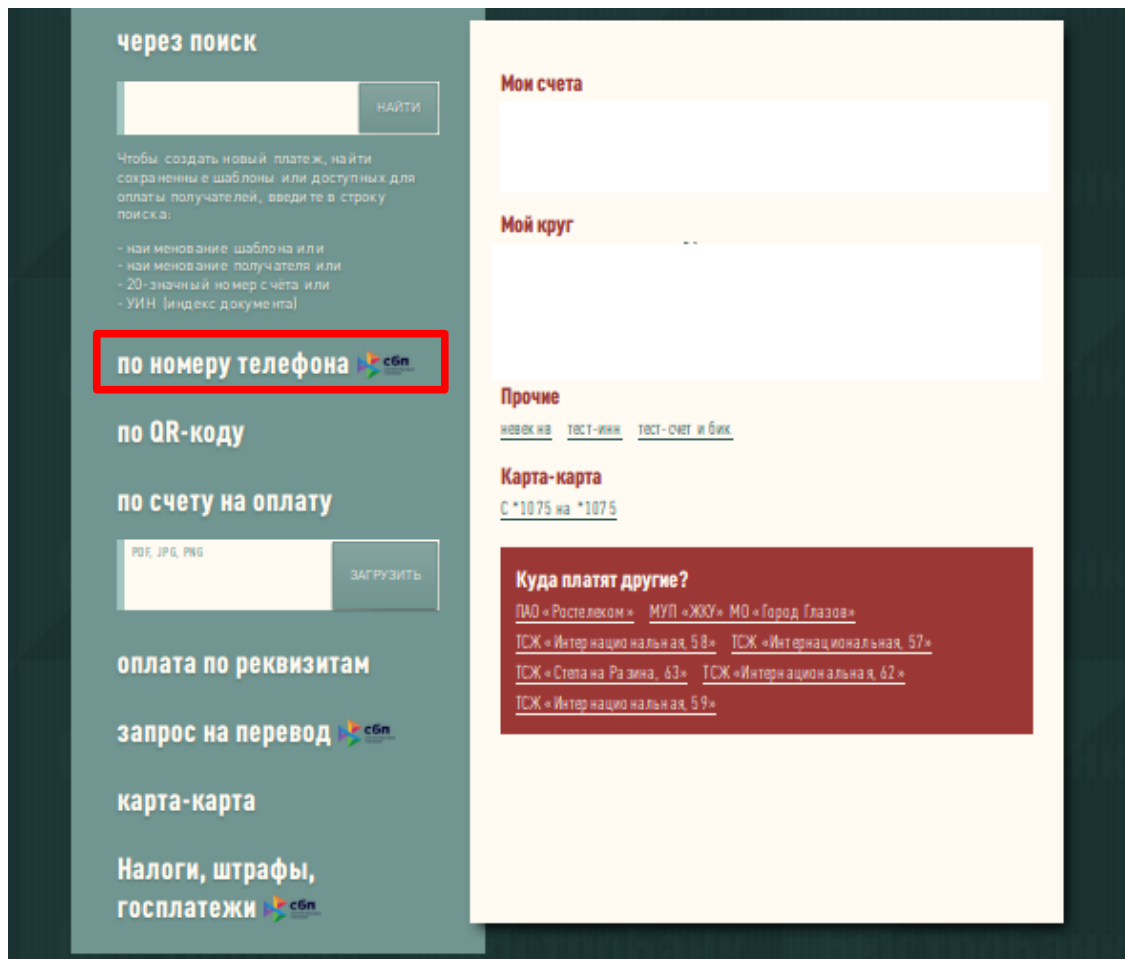 через поиск
НАЙТИ
Чтобы создать новый платеж, найти
сохраненные шаблоны или доступных для
оплаты получателей, введите в строку
поиска:
- наименование шаблона или
- наименование получателя или
- 20-значный номер счёта или
- УИН (индекс документа)
по номеру телефона сбп
по QR-коду
по счету на оплату
PDF, JPG, PNG
ЗАГРУЗИТЬ
оплата по реквизитам
запрос на перевод сбп
карта-карта
Налоги, штрафы,
госплатежи сбп
Мои счета
Мой круг
Прочие
невекнв тест-инн тест-счет и бик
Карта-карта
С *1075 на *1075
Куда платят другие?
ПАО «Ростелеком» МУП «ЖКУ» МО «Город Глазов»
ТСЖ «Интернациональная, 58» ТСЖ «Интернациональная, 57»
ТСЖ «Степана Разина, 63» ТСЖ «Интернациональная, 62»
ТСЖ «Интернациональная, 59»